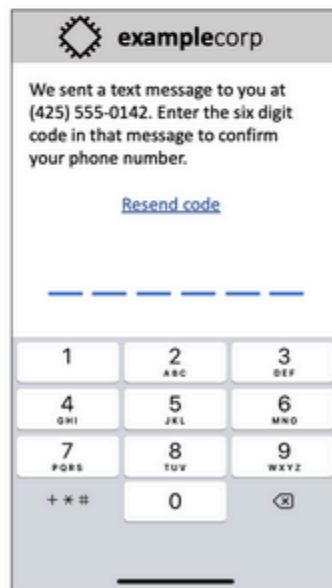 examplecorp
We sent a text message to you at
(425) 555-0142. Enter the six digit
code in that message to confirm
your phone number.
Resend code
1 2 3
ABC DEF
4 5 6
GHI JKL MNO
7 8 9
PQRS TUV WXYZ
+ * # 0